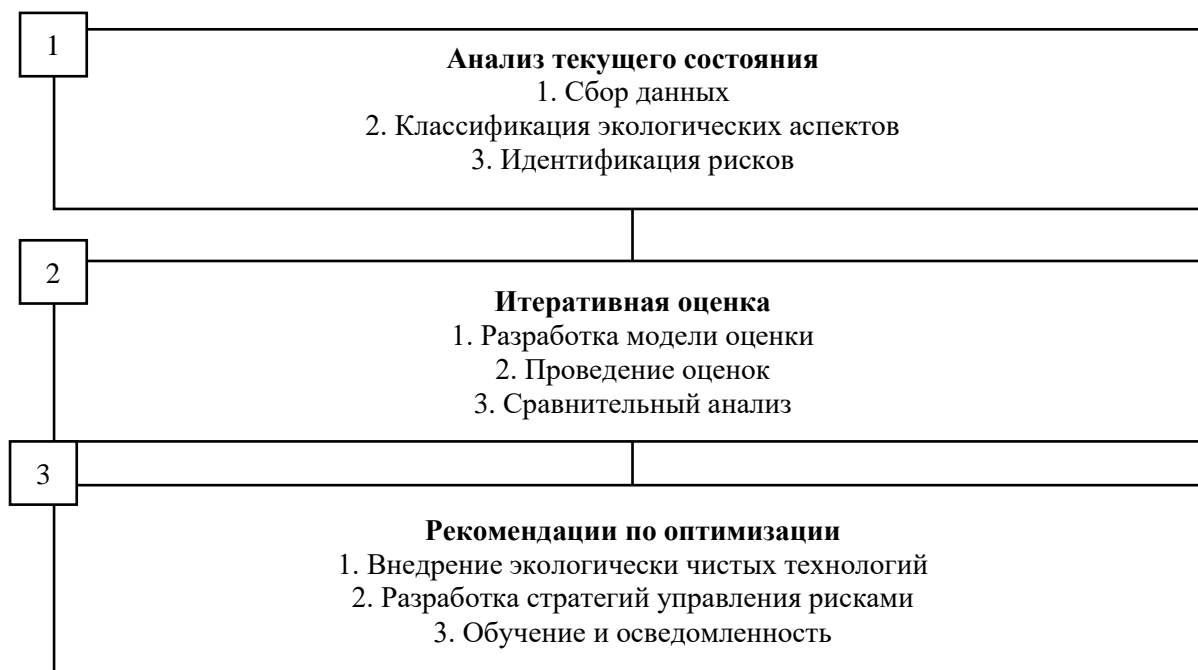 1
Анализ текущего состояния
1. Сбор данных
2. Классификация экологических аспектов
3. Идентификация рисков
2
Итеративная оценка
1. Разработка модели оценки
2. Проведение оценок
3. Сравнительный анализ
3
Рекомендации по оптимизации
1. Внедрение экологически чистых технологий
2. Разработка стратегий управления рисками
3. Обучение и осведомленность